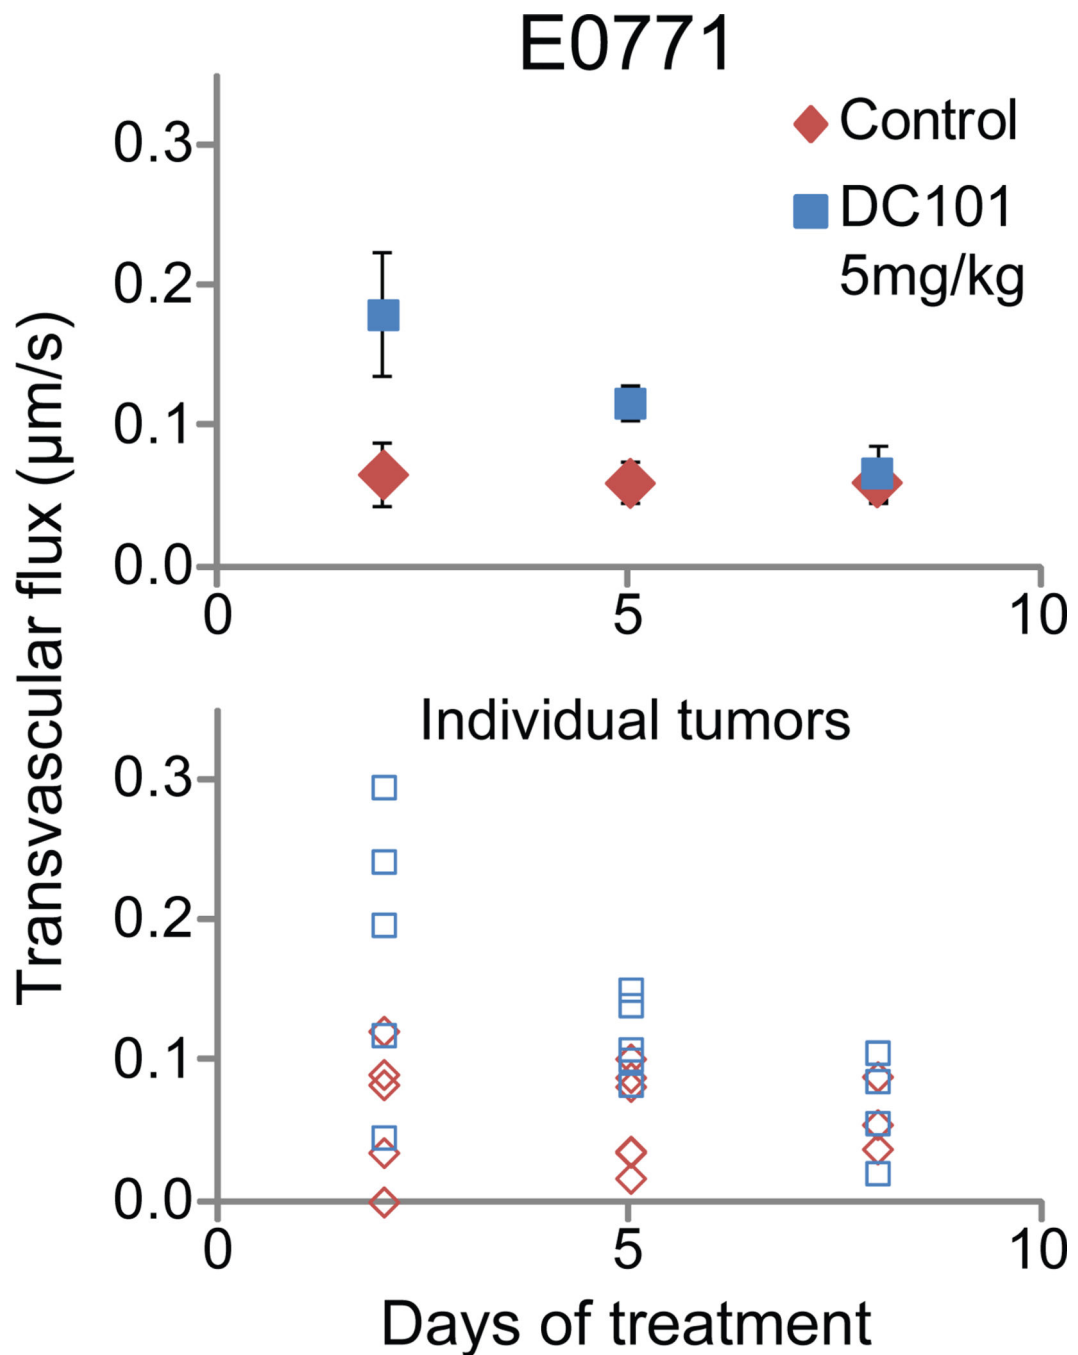 E0771
Control
DC101
5mg/kg
Transvascular flux (μm/s)
0.3
0.2
0.1
0.0
0
5
10
Individual tumors
0.3
0.2
0.1
0.0
0
5
10
Days of treatment